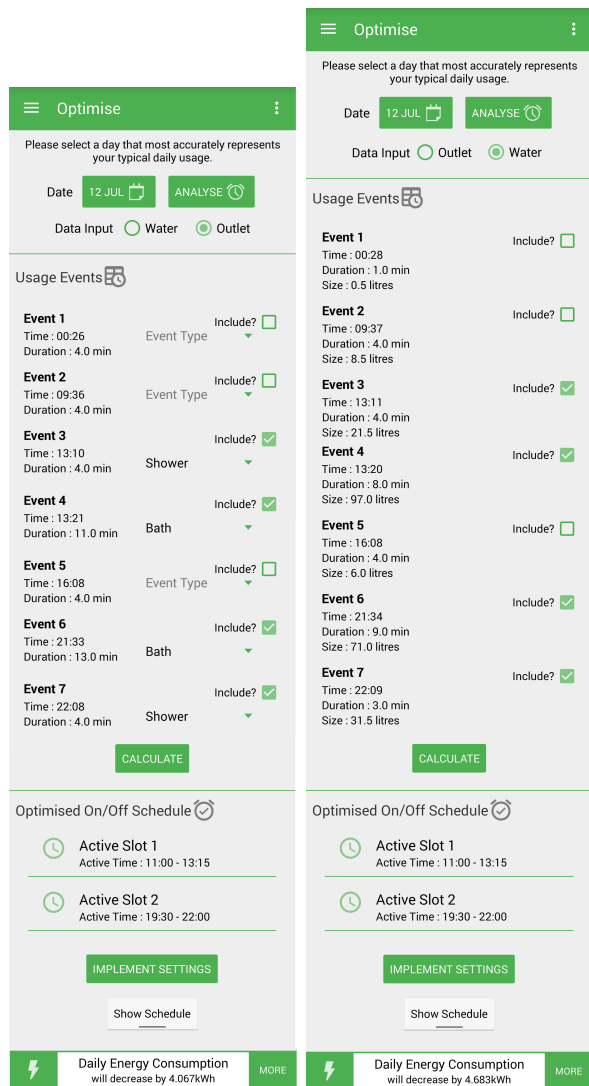 Optimise
Please select a day that most accurately represents
your typical daily usage.
Date 12 JUL ANALYSE
Data Input Water Outlet
Usage Events
Event 1
Include?
Time : 00:26
Event Type
Duration : 4.0 min
Event 2
Include?
Time : 09:36
Event Type
Duration : 4.0 min
Event 3
Include?
Time : 13:10
Shower
Duration : 4.0 min
Event 4
Include?
Time : 13:21
Bath
Duration : 11.0 min
Event 5
Include?
Time : 16:08
Event Type
Duration : 4.0 min
Event 6
Include?
Time : 21:33
Bath
Duration : 13.0 min
Event 7
Include?
Time : 22:08
Shower
Duration : 4.0 min
CALCULATE
Optimised On/Off Schedule
Active Slot 1
Active Time : 11:00 - 13:15
Active Slot 2
Active Time : 19:30 - 22:00
IMPLEMENT SETTINGS
Show Schedule
Daily Energy Consumption
will decrease by 4.067kWh
MORE
Optimise
Please select a day that most accurately represents
your typical daily usage.
Date 12 JUL ANALYSE
Data Input Outlet Water
Usage Events
Event 1
Include?
Time : 00:28
Duration : 1.0 min
Size : 0.5 litres
Event 2
Include?
Time : 09:37
Duration : 4.0 min
Size : 8.5 litres
Event 3
Include?
Time : 13:11
Duration : 4.0 min
Size : 21.5 litres
Event 4
Include?
Time : 13:20
Duration : 8.0 min
Size : 97.0 litres
Event 5
Include?
Time : 16:08
Duration : 4.0 min
Size : 6.0 litres
Event 6
Include?
Time : 21:34
Duration : 9.0 min
Size : 71.0 litres
Event 7
Include?
Time : 22:09
Duration : 3.0 min
Size : 31.5 litres
CALCULATE
Optimised On/Off Schedule
Active Slot 1
Active Time : 11:00 - 13:15
Active Slot 2
Active Time : 19:30 - 22:00
IMPLEMENT SETTINGS
Show Schedule
Daily Energy Consumption
will decrease by 4.683kWh
MORE